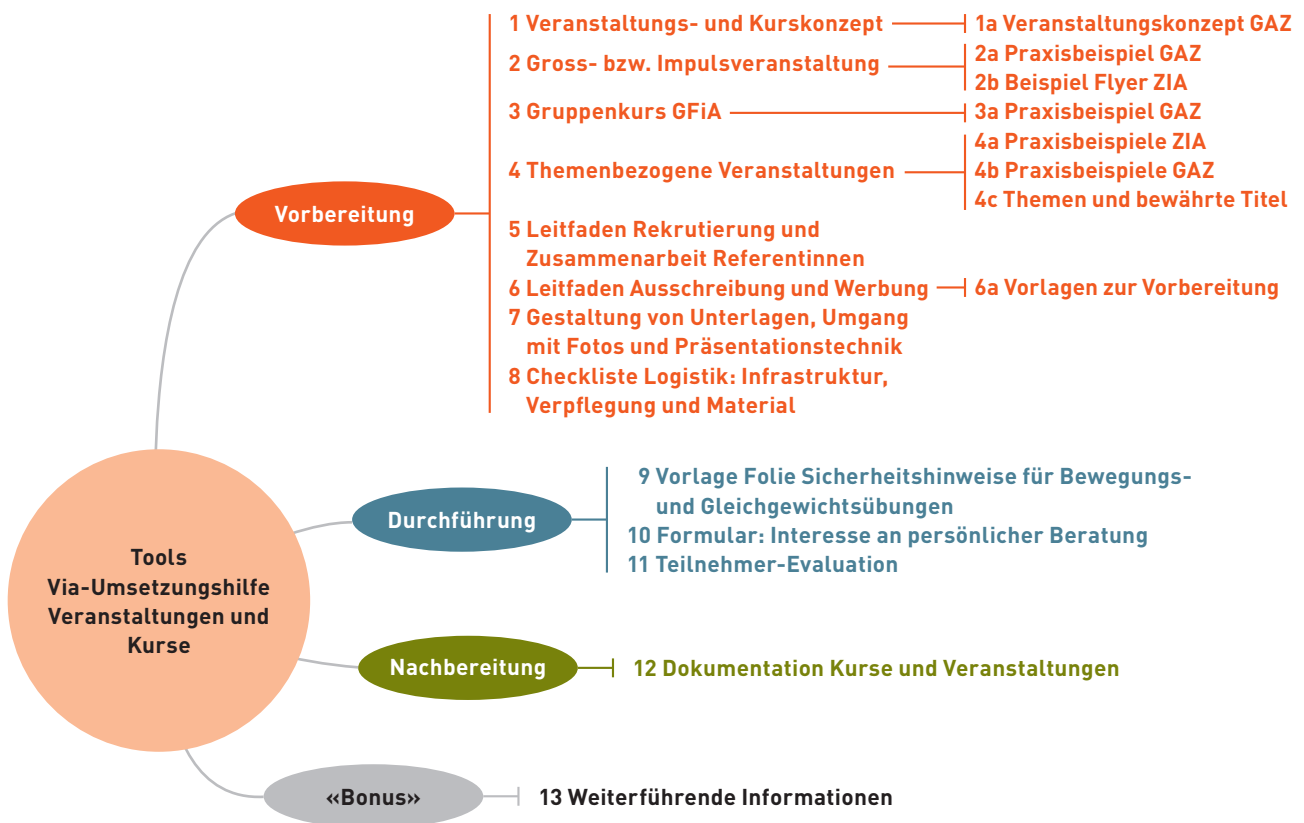 1 Veranstaltungs- und Kurskonzept
1a Veranstaltungskonzept GAZ
2 Gross- bzw. Impulsveranstaltung
2a Praxisbeispiel GAZ
2b Beispiel Flyer ZIA
3 Gruppenkurs GFiA
3a Praxisbeispiel GAZ
4 Themenbezogene Veranstaltungen
4a Praxisbeispiele ZIA
4b Praxisbeispiele GAZ
4c Themen und bewährte Titel
Vorbereitung
5 Leitfaden Rekrutierung und
Zusammenarbeit Referentinnen
6 Leitfaden Ausschreibung und Werbung
6a Vorlagen zur Vorbereitung
7 Gestaltung von Unterlagen, Umgang
mit Fotos und Präsentationstechnik
8 Checkliste Logistik: Infrastruktur,
Verpflegung und Material
Tools
Via-Umsetzungshilfe
Veranstaltungen und
Kurse
Durchführung
9 Vorlage Folie Sicherheitshinweise für Bewegungs-
und Gleichgewichtsübungen
10 Formular: Interesse an persönlicher Beratung
11 Teilnehmer-Evaluation
Nachbereitung
12 Dokumentation Kurse und Veranstaltungen
«Bonus»
13 Weiterführende Informationen